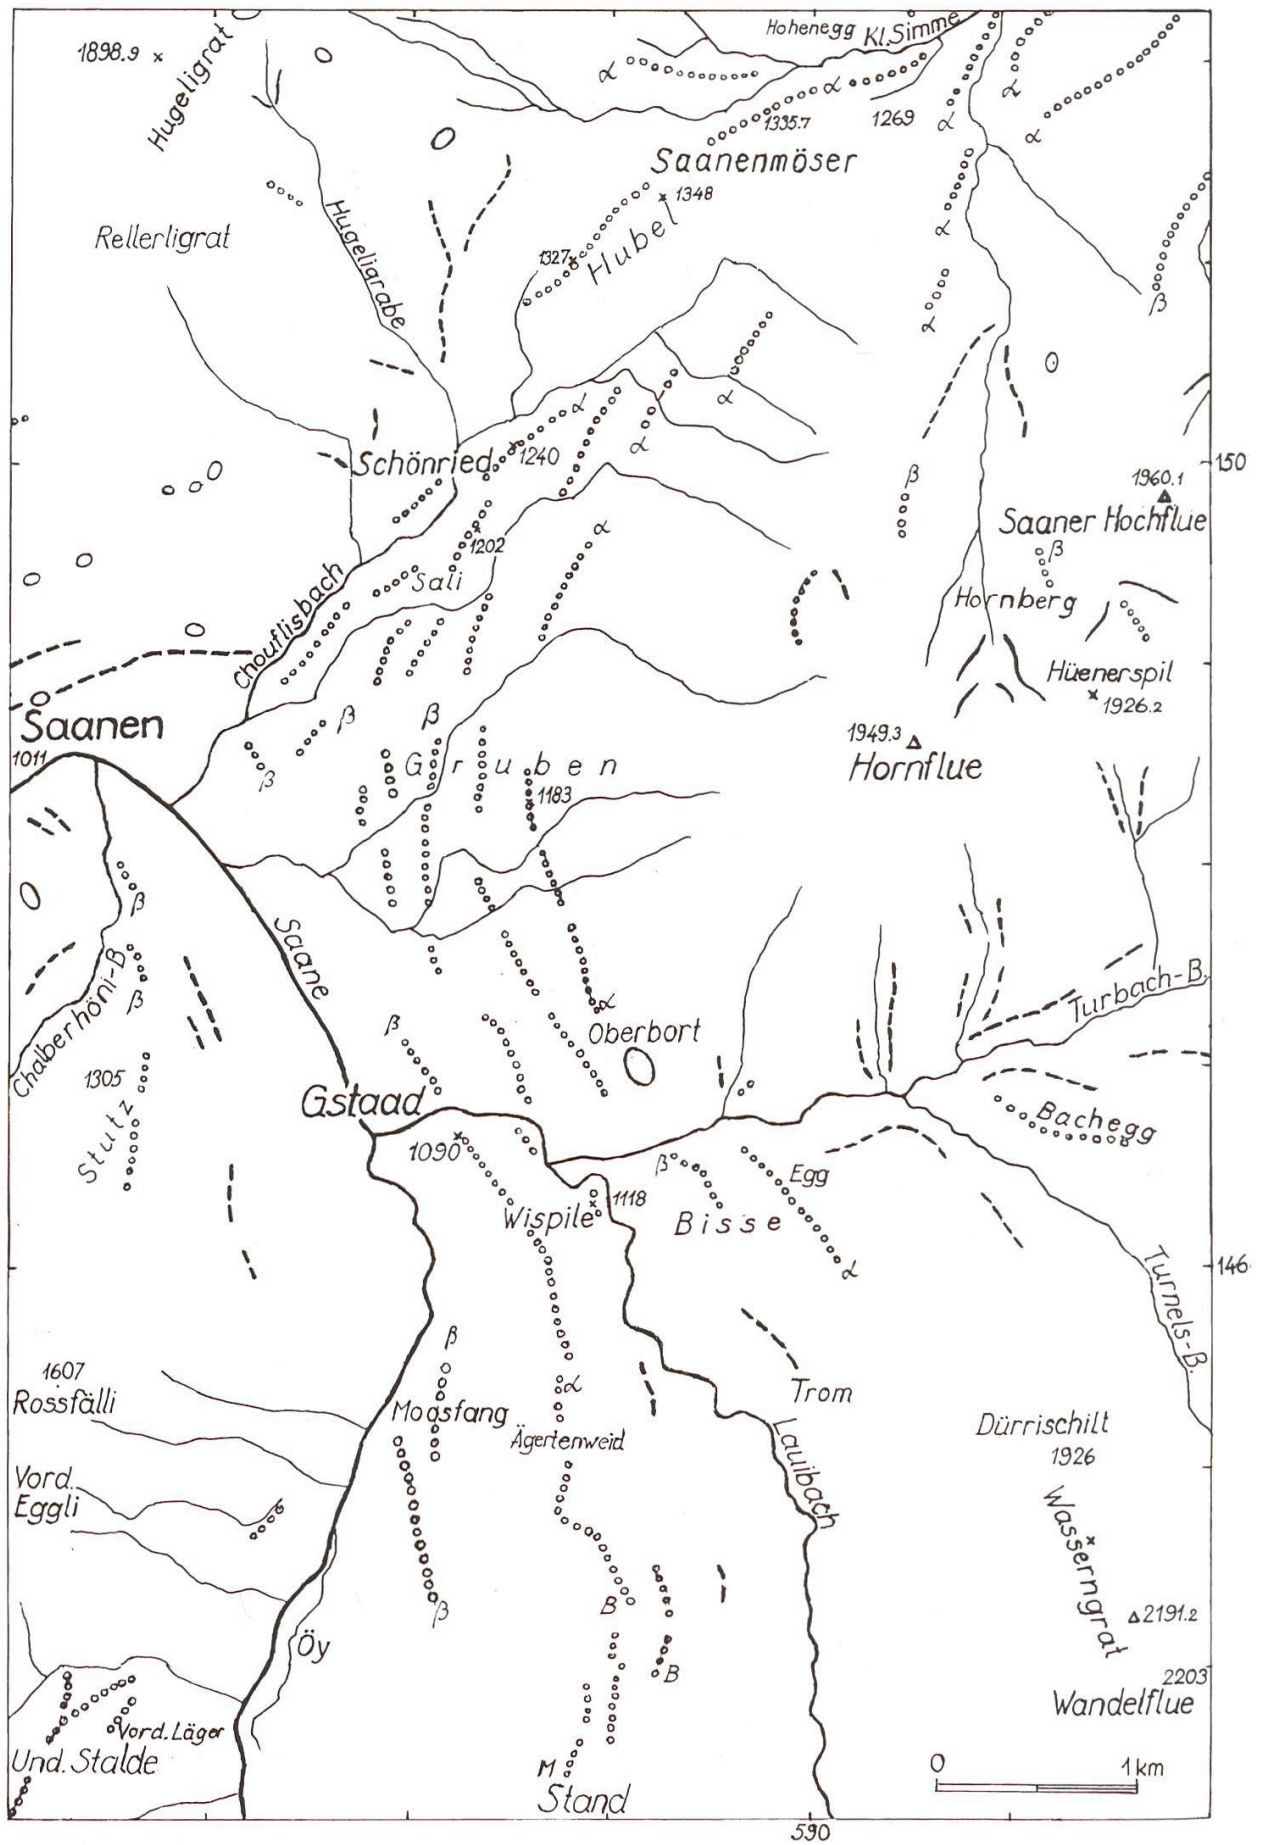 Hohenegg
Kl. Simme
1898.9
Hugeligrat
α
α
α
α
α
1335.7
1269
Saanenmöser
1348
Rellerligrat
Hugeligrabe
1327
Hubel
α
β
α
α
α
α
Schönried
1240
β
1960.1
150
Saaner Hochflue
1202
α
β
Sali
Hornberg
Chouflisbach
Hüenerspil
1926.2
Saanen
β
β
β
1011
Gruben
1949.3
Hornflue
1183
β
Saane
Chalberhöni-B.
β
α
Turbach-B.
β
Oberbort
1305
Stutz
Gstaad
Bachegg
1090
β
Egg
Wispile
1118
Bisse
α
146
Turnels-B.
β
1607
Rossfälli
α
Trom
Moosfang
Ägertenweid
Dürrischilt
1926
Lauibach
Vord.
Eggli
Wasserngrat
B
β
2191.2
Öy
B
2203
Wandelflue
Vord. Läger
Und. Stalde
M
Stand
0
1km
590